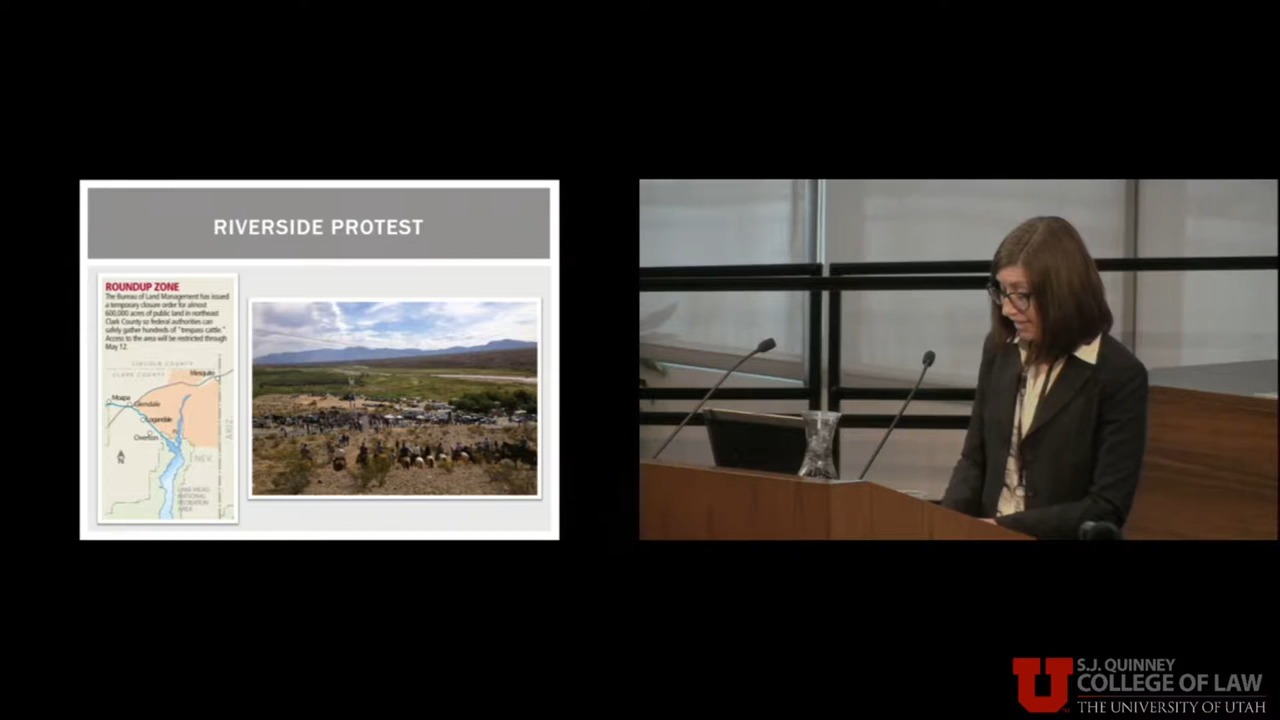 RIVERSIDE PROTEST
ROUNDUP ZONE
The Bureau of Land Management has issued
a temporary closure order for almost
600,000 acres of public land in northeast
Clark County so federal authorities can
safely gather hundreds of "trespass cattle."
Access to the area will be restricted through
May 12.
LINCOLN COUNTY
CLARK COUNTY
Mesquite
Moapa
Glendale
Logandale
Overton
ARIZ.
NEV.
N
LAKE MEAD
NATIONAL
RECREATION
AREA
S.J. QUINNEY
COLLEGE OF LAW
THE UNIVERSITY OF UTAH